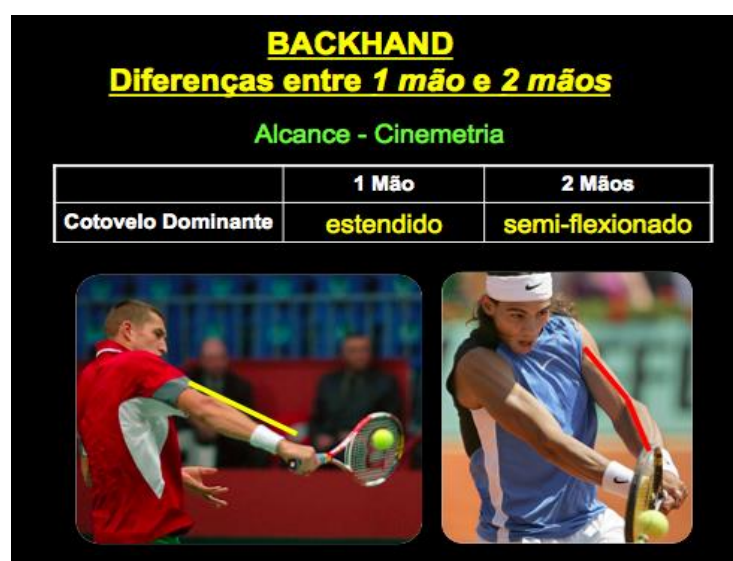 BACKHAND
Diferenças entre 1 mão e 2 mãos
Alcance - Cinemetria
1 Mão 2 Mãos
Cotovelo Dominante estendido semi-flexionado